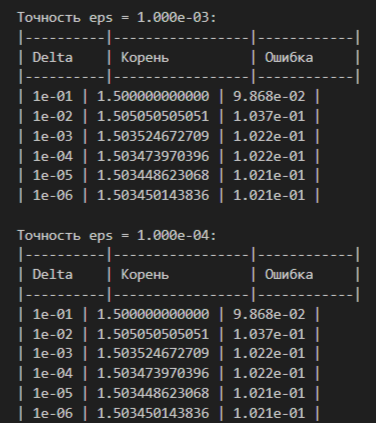 Точность eps = 1.000e-03:
|----------|-----------------|------------|
| Delta    | Корень          | Ошибка     |
|----------|-----------------|------------|
| 1e-01 | 1.500000000000 | 9.868e-02 |
| 1e-02 | 1.505050505051 | 1.037e-01 |
| 1e-03 | 1.503524672709 | 1.022e-01 |
| 1e-04 | 1.503473970396 | 1.022e-01 |
| 1e-05 | 1.503448623068 | 1.021e-01 |
| 1e-06 | 1.503450143836 | 1.021e-01 |
Точность eps = 1.000e-04:
|----------|-----------------|------------|
| Delta    | Корень          | Ошибка     |
|----------|-----------------|------------|
| 1e-01 | 1.500000000000 | 9.868e-02 |
| 1e-02 | 1.505050505051 | 1.037e-01 |
| 1e-03 | 1.503524672709 | 1.022e-01 |
| 1e-04 | 1.503473970396 | 1.022e-01 |
| 1e-05 | 1.503448623068 | 1.021e-01 |
| 1e-06 | 1.503450143836 | 1.021e-01 |